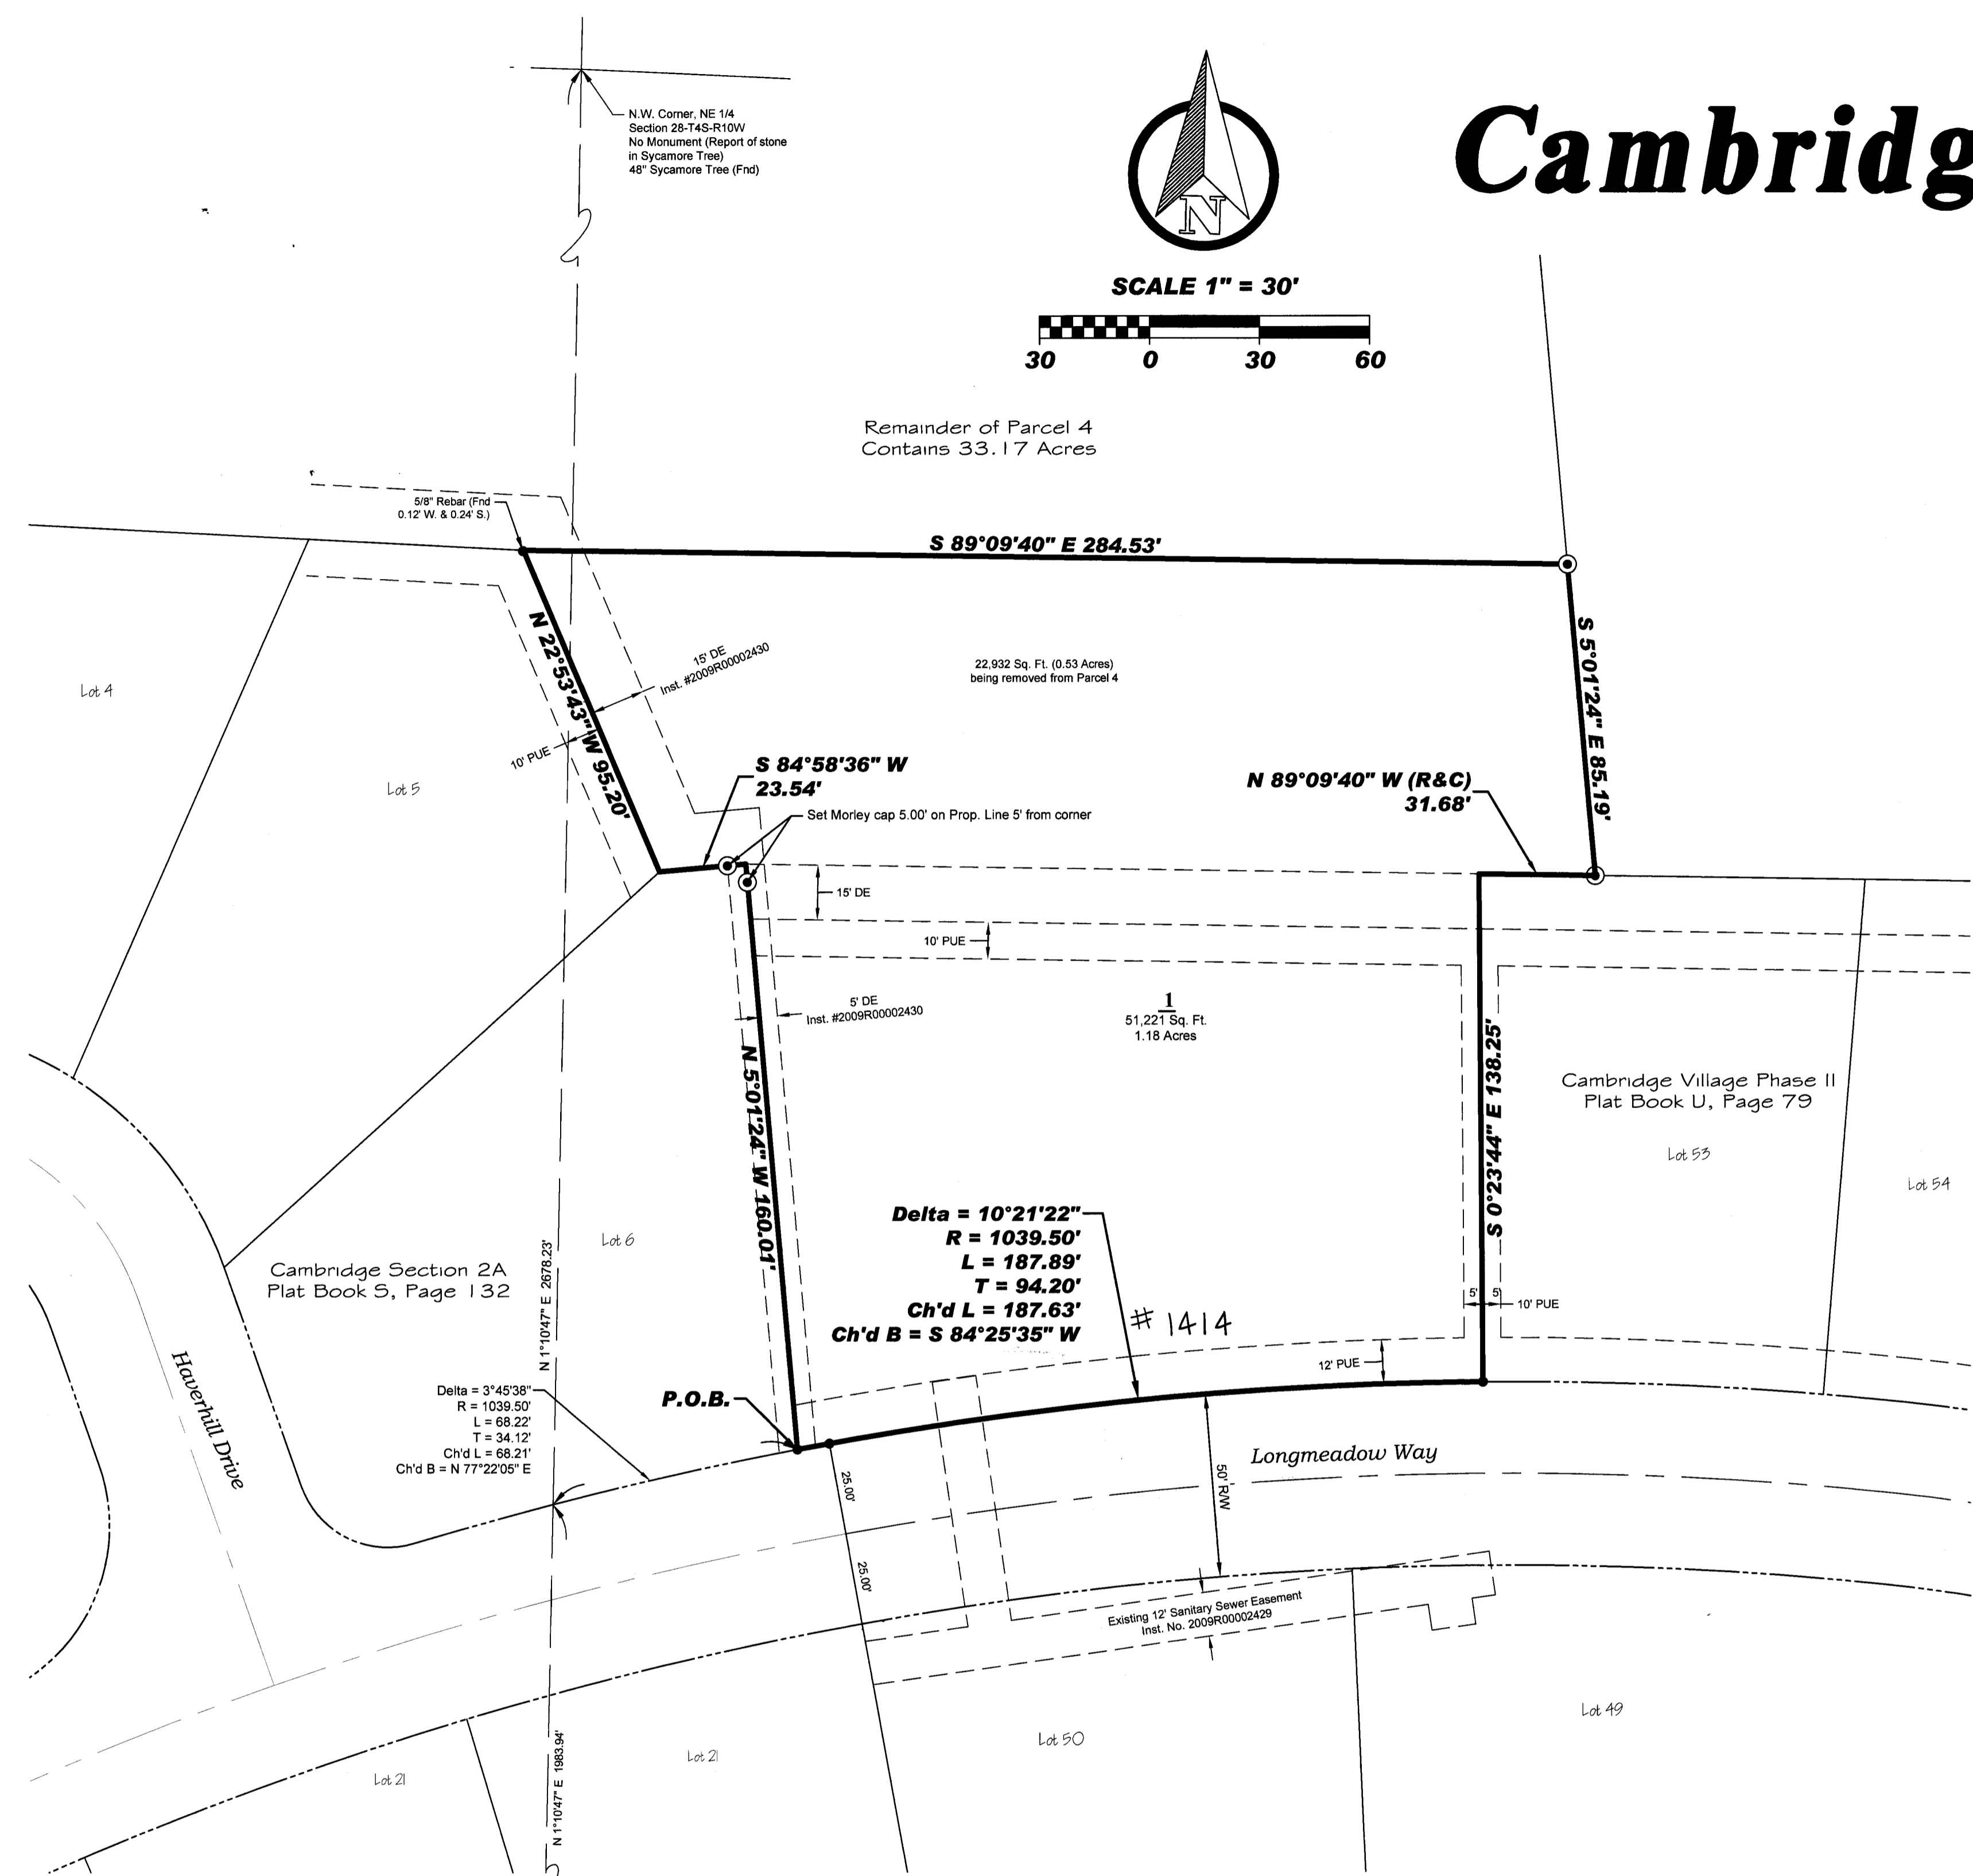 N.W. Corner, NE 1/4
Section 28-T4S-R10W
No Monument (Report of stone
in Sycamore Tree)
48" Sycamore Tree (Fnd)
N
Cambridg
SCALE 1" = 30'
30 0 30 60
Remainder of Parcel 4
Contains 33.17 Acres
5/8" Rebar (Fnd
0.12' W. & 0.24' S.)
S 89°09'40" E 284.53'
N 22°53'43" W 95.20'
15' DE
Inst. #2009R00002430
10' PUE
22,932 Sq. Ft. (0.53 Acres)
being removed from Parcel 4
S 5°01'24" E 85.19'
Lot 4
Lot 5
S 84°58'36" W
23.54'
Set Morley cap 5.00' on Prop. Line 5' from corner
N 89°09'40" W (R&C)
31.68'
15' DE
10' PUE
5' DE
Inst. #2009R00002430
1
51,221 Sq. Ft.
1.18 Acres
N 5°01'24" W 160.01'
S 0°23'44" E 138.25'
Cambridge Village Phase II
Plat Book U, Page 79
Lot 53
Lot 54
Lot 6
Cambridge Section 2A
Plat Book S, Page 132
N 1°10'47" E 2678.23'
Delta = 10°21'22"
R = 1039.50'
L = 187.89'
T = 94.20'
Ch'd L = 187.63'
Ch'd B = S 84°25'35" W
# 1414
5' 5'
10' PUE
12' PUE
Haverhill Drive
Delta = 3°45'38"
R = 1039.50'
L = 68.22'
T = 34.12'
Ch'd L = 68.21'
Ch'd B = N 77°22'05" E
P.O.B.
Longmeadow Way
25.00'
50' R/W
25.00'
Existing 12' Sanitary Sewer Easement
Inst. No. 2009R00002429
N 1°10'47" E 1983.94'
Lot 21
Lot 21
Lot 50
Lot 49